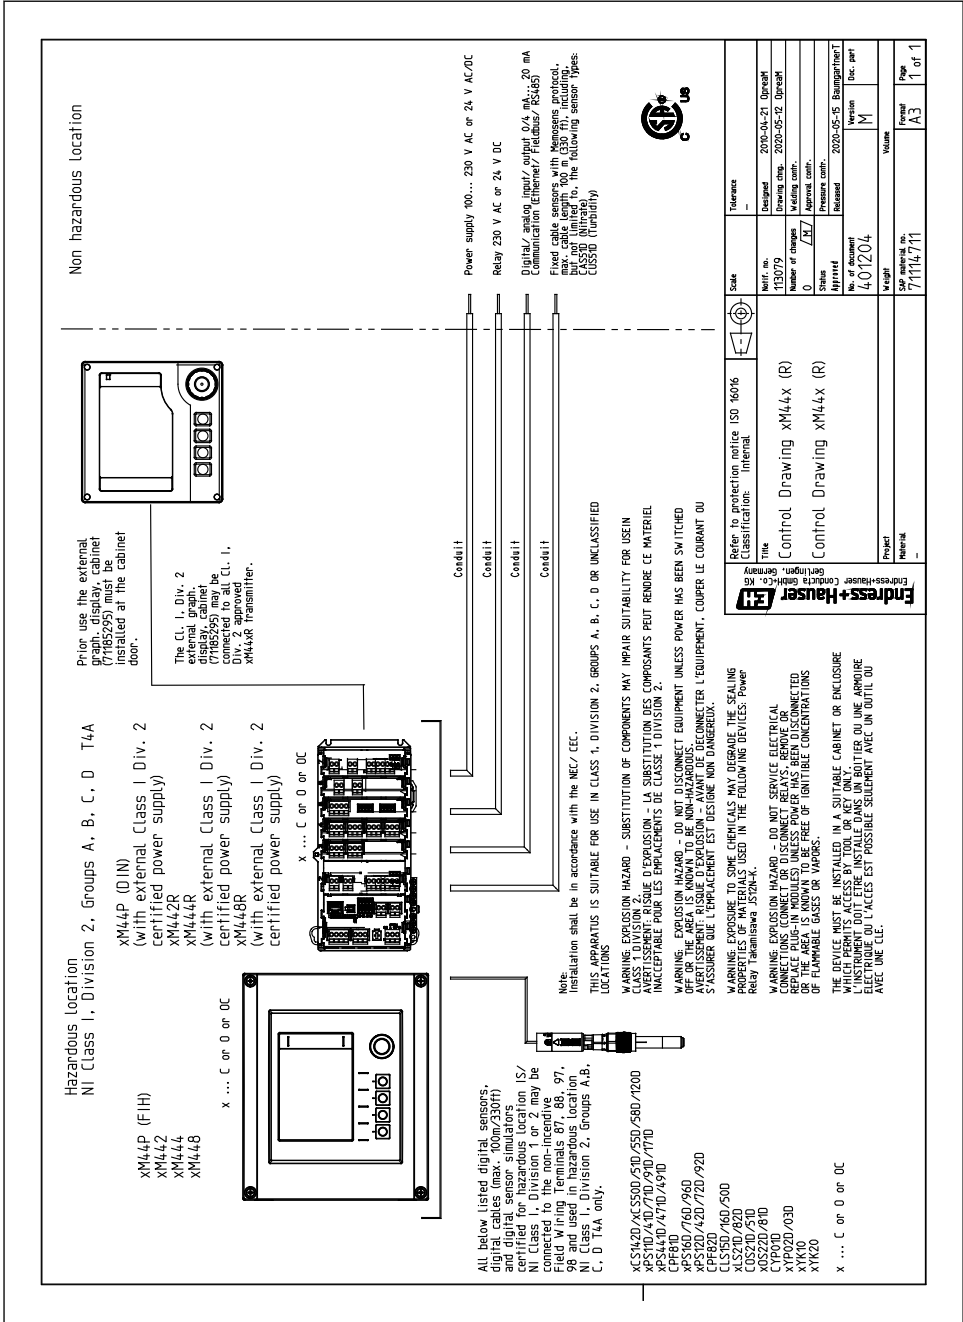 Hazardous location
NI Class I, Division 2, Groups A, B, C, D T4A
Non hazardous location
xM44P (FIH)
xM442
xM444
xM448
x ... C or O or OC
xM44P (DIN)
(with external Class I Div. 2
certified power supply)
xM442R
xM444R
(with external Class I Div. 2
certified power supply)
xM448R
(with external Class I Div. 2
certified power supply)
x ... C or O or OC
Prior use the external
graph. display, cabinet
(71185295) must be
installed at the cabinet
door.
The Cl. I, Div. 2
external graph.
display, cabinet
(71185295) may be
connected to all Cl. I,
Div. 2 approved
xM44xR transmitter.
Conduit
Conduit
Conduit
Conduit
Power supply 100... 230 V AC or 24 V AC/DC
Relay 230 V AC or 24 V DC
Digital/ analog input/ output 0/4 mA... 20 mA
Communication (Ethernet/ Fieldbus/ RS485)
Fixed cable sensors with Memosens protocol,
max. cable length 100 m (330 ft), including,
but not limited to, the following sensor types:
CAS51D (Nitrate)
CUS51D (Turbidity)
C
US
All below listed digital sensors,
digital cables (max. 100m/330ft)
and digital sensor simulators
certified for hazardous location IS/
NI Class I, Division 1 or 2 may be
connected to the non-incendive
Field Wiring Terminals 87, 88, 97,
98 and used in hazardous location
NI Class I, Division 2, Groups A,B,
C, D T4A only.
xCS142D/xCS50D/51D/55D/58D/120D
xPS11D/41D/71D/91D/171D
xPS441D/471D/491D
CPF81D
xPS16D/76D/96D
xPS12D/42D/72D/92D
CPF82D
CLS15D/16D/50D
xLS21D/82D
COS21D/51D
xOS22D/81D
CYP01D
xYP02D/03D
xYK10
xYK20
x ... C or O or OC
Note:
Installation shall be in accordance with the NEC/ CEC.
THIS APPARATUS IS SUITABLE FOR USE IN CLASS 1, DIVISION 2, GROUPS A, B, C, D OR UNCLASSIFIED
LOCATIONS
WARNING: EXPLOSION HAZARD - SUBSTITUTION OF COMPONENTS MAY IMPAIR SUITABILITY FOR USEIN
CLASS 1 DIVISION 2.
AVERTISSEMENT: RISQUE D'EXPLOSION - LA SUBSTITUTION DES COMPOSANTS PEUT RENDRE CE MATERIEL
INACCEPTABLE POUR LES EMPLACEMENTS DE CLASSE 1 DIVISION 2.
WARNING: EXPLOSION HAZARD - DO NOT DISCONNECT EQUIPMENT UNLESS POWER HAS BEEN SWITCHED
OFF OR THE AREA IS KNOWN TO BE NON-HAZARDOUS.
AVERTISSEMENT: RISQUE D'EXPLOSION - AVANT DE DECONNECTER L'EQUIPEMENT, COUPER LE COURANT OU
S'ASSURER QUE L'EMPLACEMENT EST DESIGNE NON DANGEREUX.
WARNING: EXPOSURE TO SOME CHEMICALS MAY DEGRADE THE SEALING
PROPERTIES OF MATERIALS USED IN THE FOLLOWING DEVICES: Power
Relay Takamisawa JS12N-K.
WARNING: EXPLOSION HAZARD - DO NOT SERVICE ELECTRICAL
CONNECTIONS (CONNECT OR DISCONNECT RELAYS, REMOVE OR
REPLACE PLUG-IN MODULES) UNLESS POWER HAS BEEN DISCONNECTED
OR THE AREA IS KNOWN TO BE FREE OF IGNITIBLE CONCENTRATIONS
OF FLAMMABLE GASES OR VAPORS.
THE DEVICE MUST BE INSTALLED IN A SUITABLE CABINET OR ENCLOSURE
WHICH PERMITS ACCESS BY TOOL OR KEY ONLY.
L'INSTRUMENT DOIT ETRE INSTALLE DANS UN BOITIER OU UNE ARMOIRE
ELECTRIQUE OU L'ACCES EST POSSIBLE SEULEMENT AVEC UN OUTIL OU
AVEC UNE CLE.
Endress+Hauser
Endress+Hauser Conducta GmbH+Co. KG
Gerlingen, Germany
Refer to protection notice ISO 16016
Classification: Internal
Title
Control Drawing xM44x (R)
Control Drawing xM44x (R)
Project
Material
-
Scale
Tolerance
-
Notif. no.
113079
Designed 2010-04-21 OpreaM
Drawing chng. 2020-05-12 OpreaM
Number of changes
0
/M/
Welding contr.
Approval contr.
Status
Approved
Pressure contr.
Released 2020-05-15 BaumgartnerT
No. of document
401204
Version
M
Doc. part
Weight
Volume
SAP material no.
71114711
Format
A3
Page
1 of 1